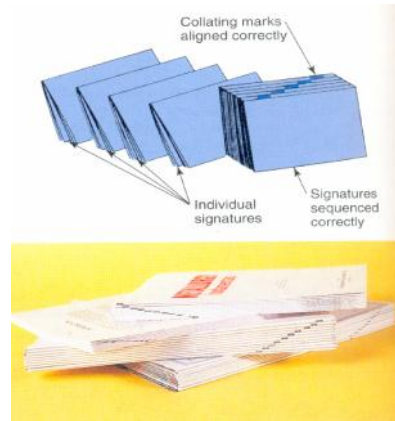 Collating marks
aligned correctly
Individual
signatures
Signatures
sequenced
correctly